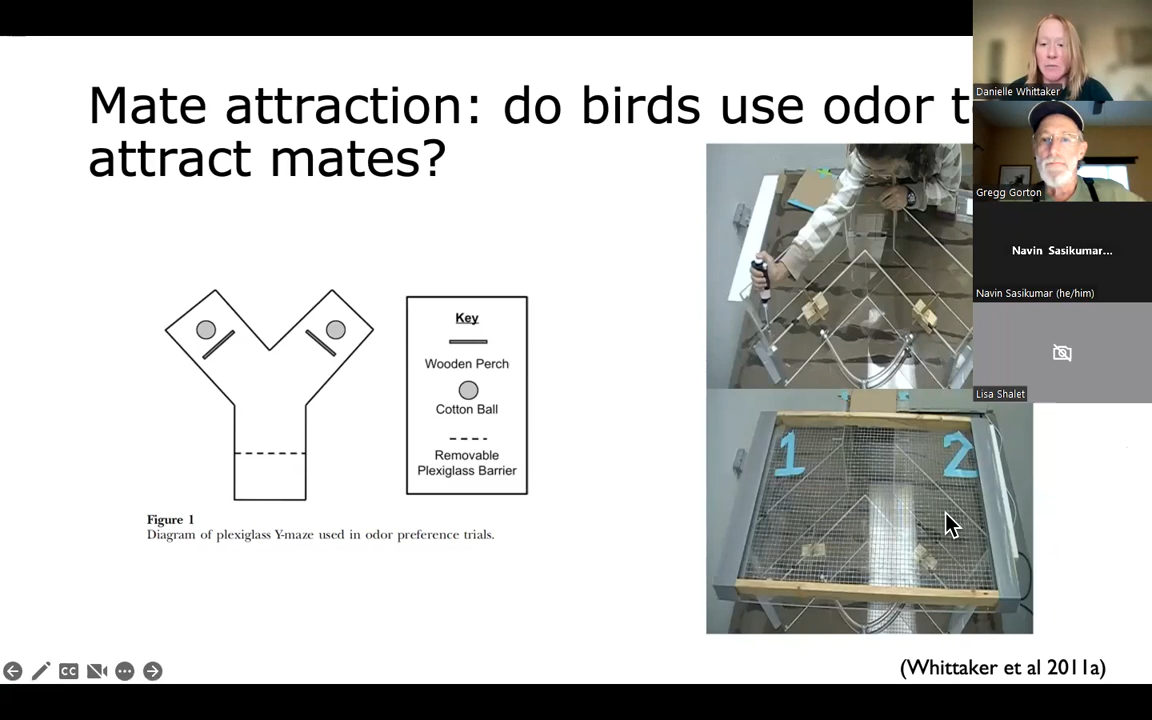 Mate attraction: do birds use odor t
attract mates?
Danielle Whittaker
Gregg Gorton
Navin Sasikumar...
Navin Sasikumar (he/him)
Lisa Shalet
Key
Wooden Perch
Cotton Ball
Removable
Plexiglass Barrier
1 2
Figure 1
Diagram of plexiglass Y-maze used in odor preference trials.
CC
(Whittaker et al 2011a)